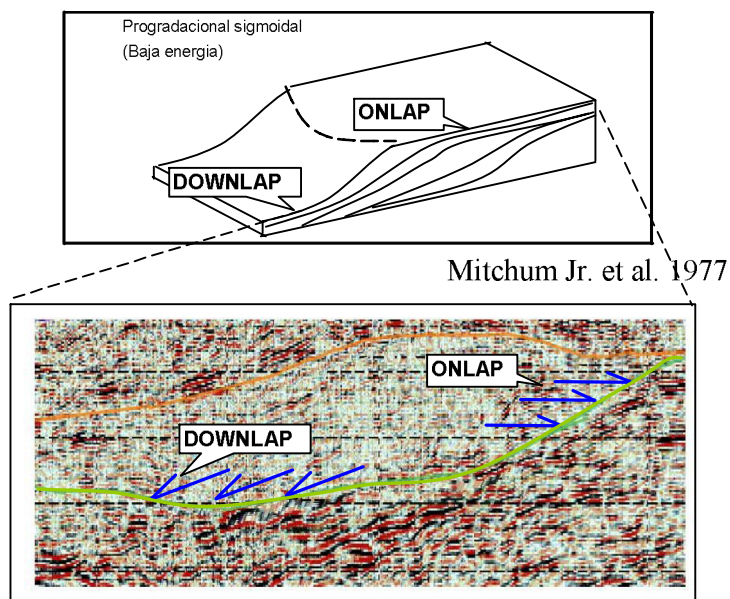 Progradacional sigmoidal
(Baja energia)
ONLAP
DOWNLAP
Mitchum Jr. et al. 1977
ONLAP
DOWNLAP